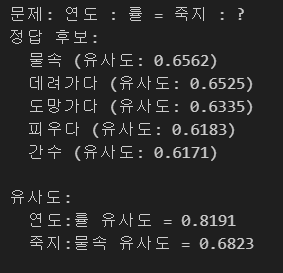 문제: 연도 : 률 = 죽지 : ?
정답 후보:
물속 (유사도: 0.6562)
데려가다 (유사도: 0.6525)
도망가다 (유사도: 0.6335)
피우다 (유사도: 0.6183)
간수 (유사도: 0.6171)
유사도:
연도:률 유사도 = 0.8191
죽지:물속 유사도 = 0.6823